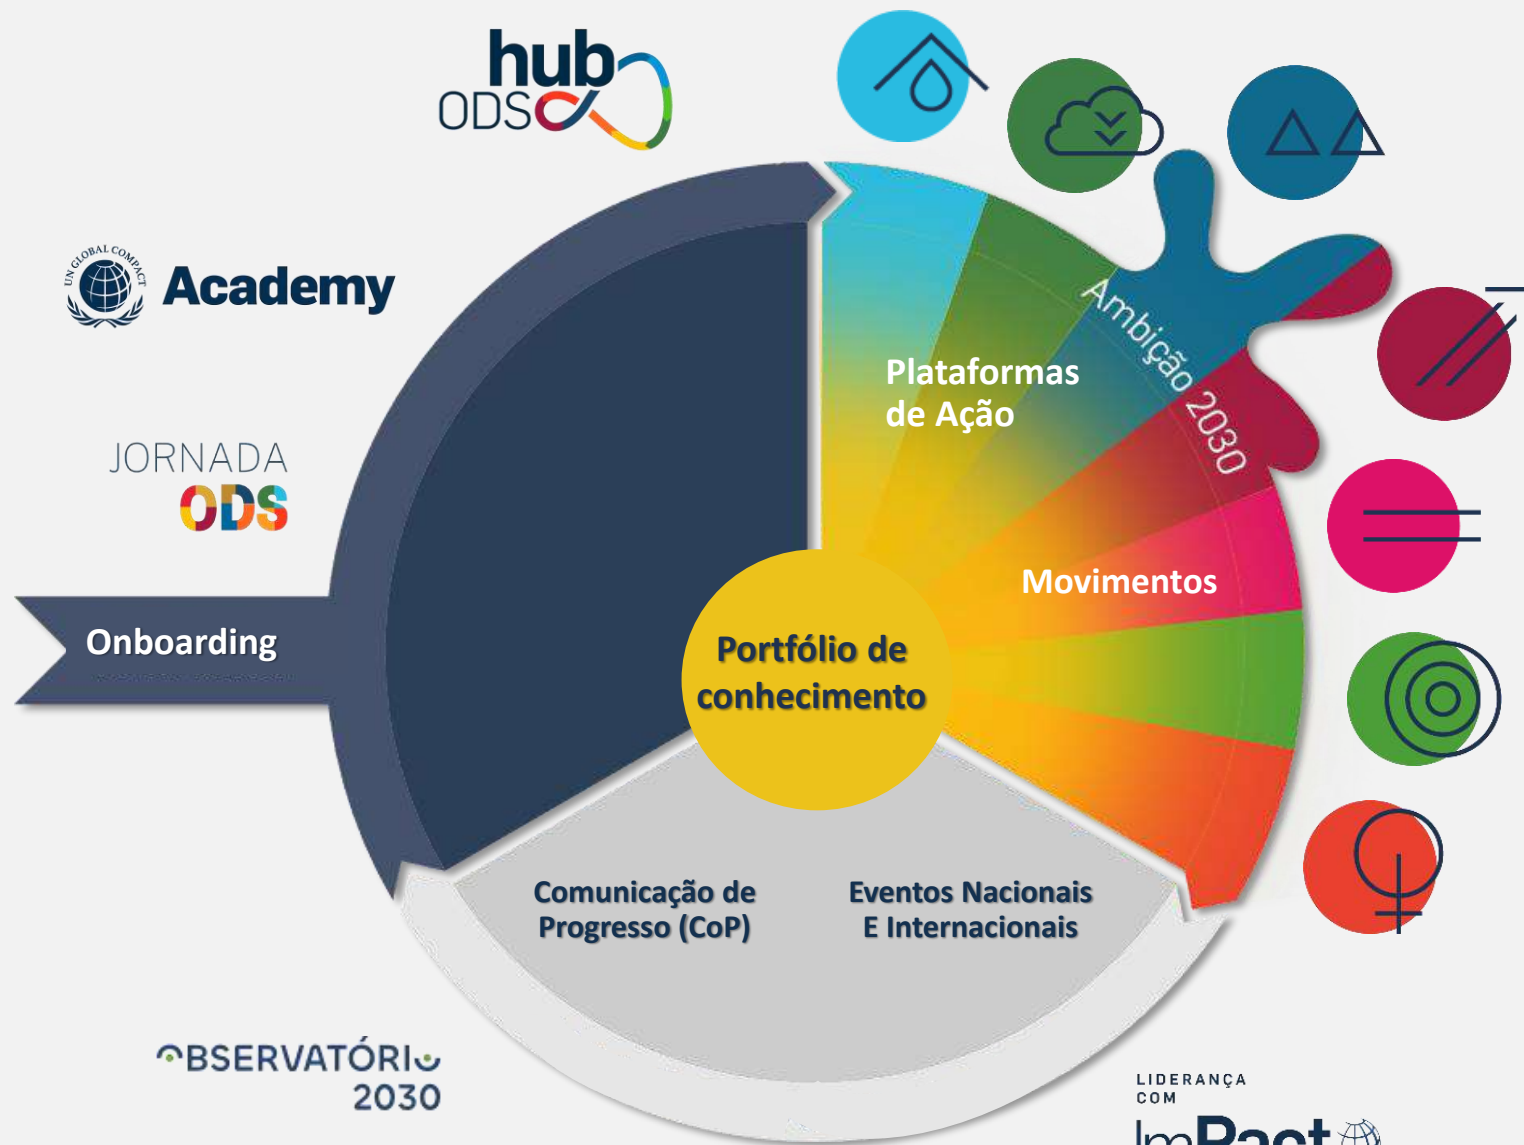 hub
ODS
UN GLOBAL COMPACT
Academy
JORNADA
ODS
Onboarding
Ambição 2030
Plataformas
de Ação
Movimentos
Portfólio de
conhecimento
Comunicação de
Progresso (CoP)
Eventos Nacionais
E Internacionais
OBSERVATÓRIO
2030
LIDERANÇA
COM
ImPact